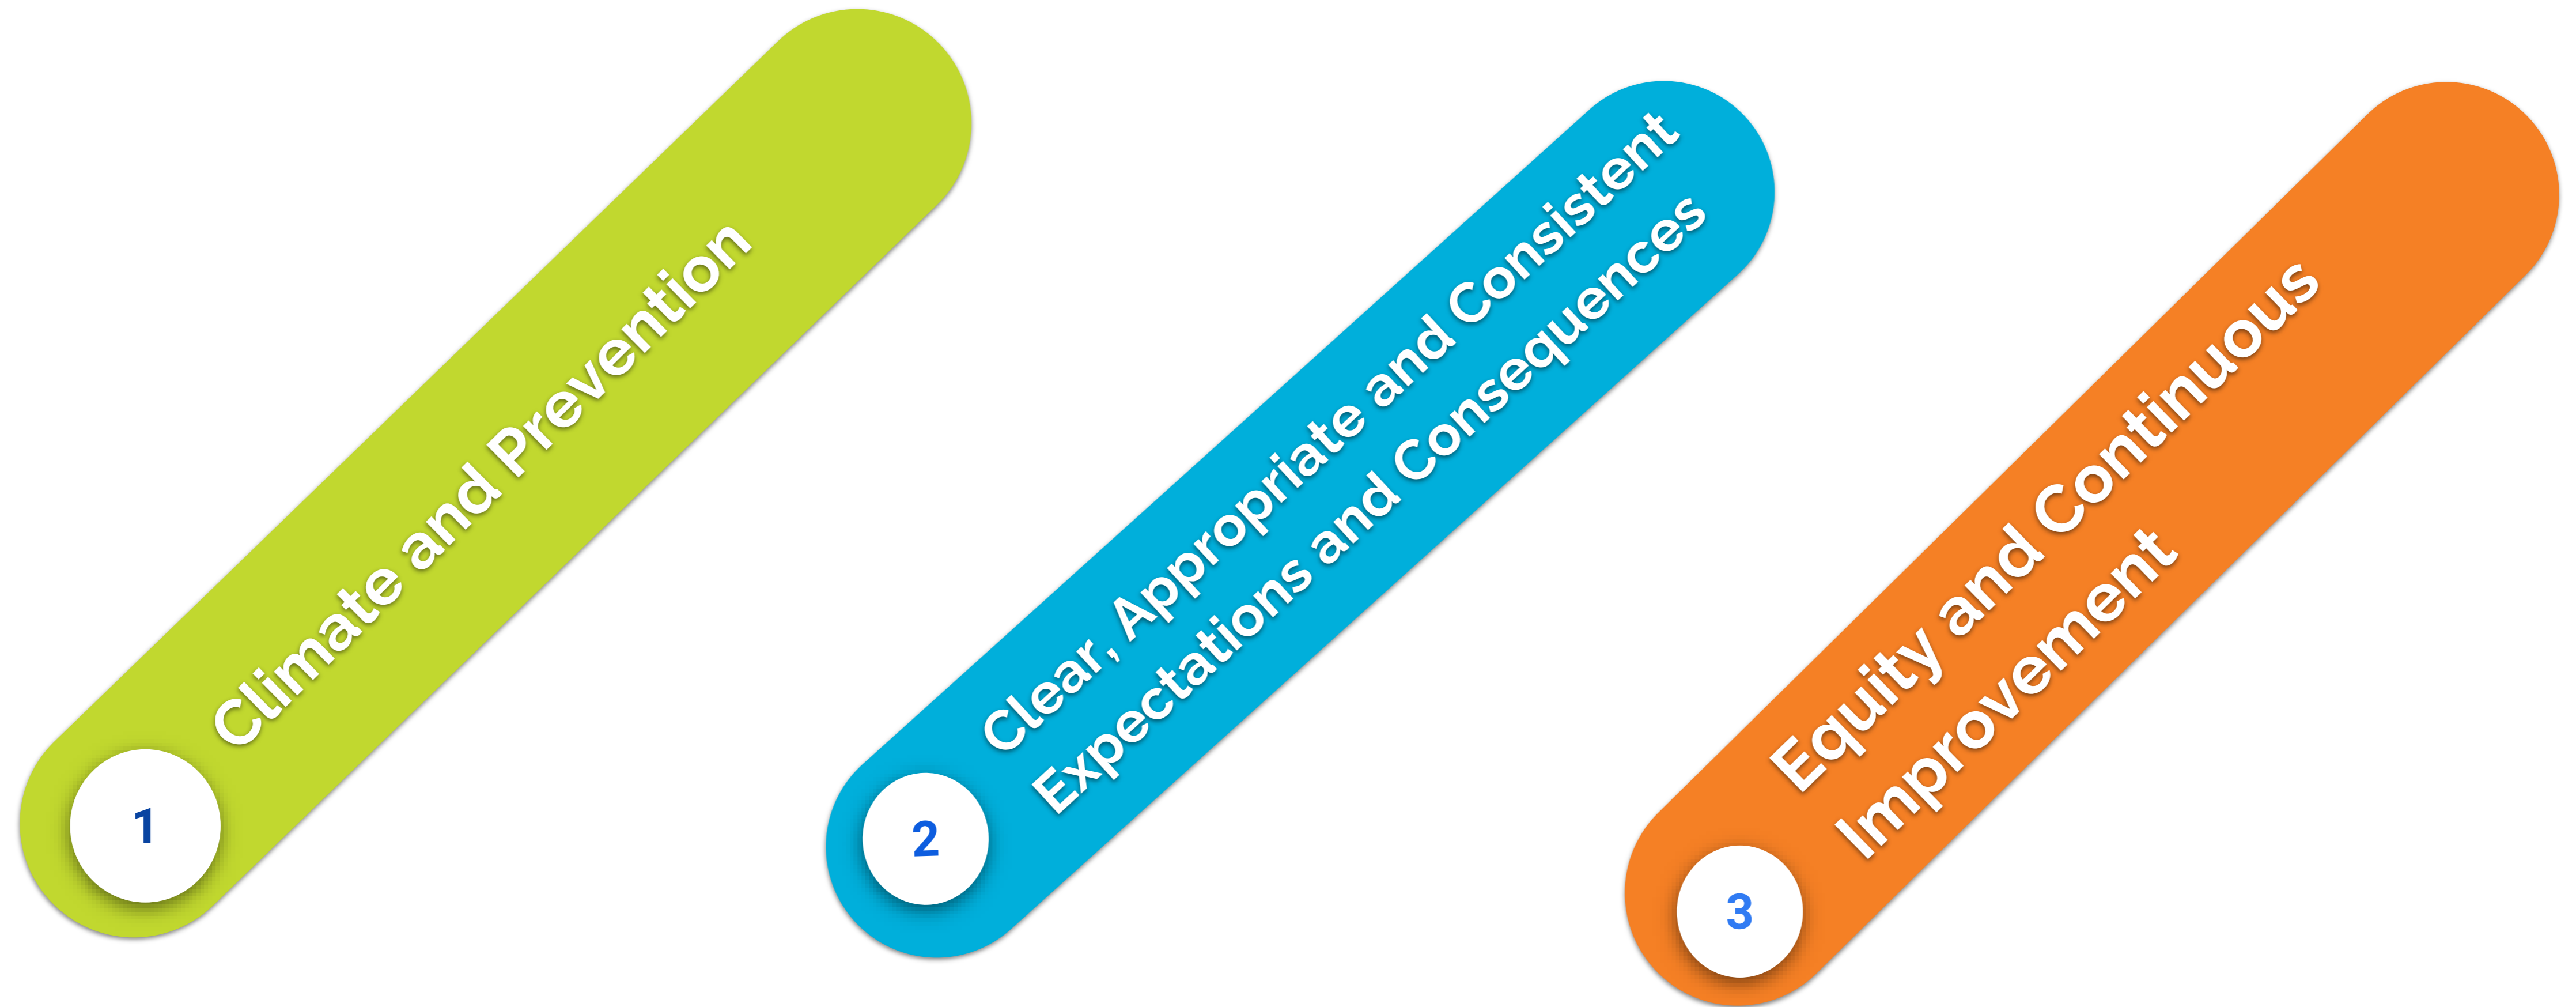 1
Climate and Prevention
2
Clear, Appropriate and Consistent
Expectations and Consequences
3
Equity and Continuous
Improvement